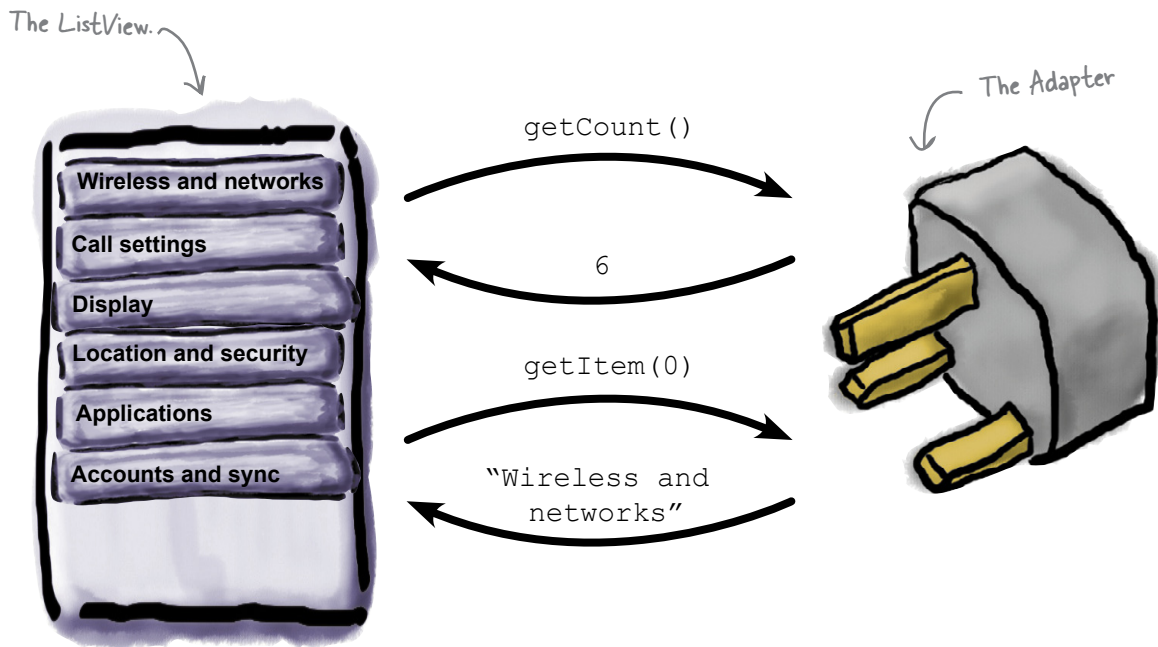 The ListView.
The Adapter
getCount()
Wireless and networks
Call settings
6
Display
Location and security
getItem(0)
Applications
Accounts and sync
“Wireless and
networks”